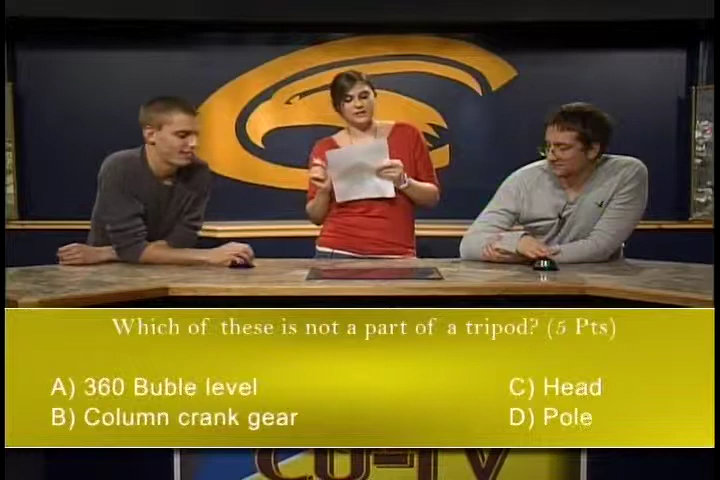 Which of these is not a part of a tripod? (5 Pts)
A) 360 Buble level
B) Column crank gear
C) Head
D) Pole
CU-TV